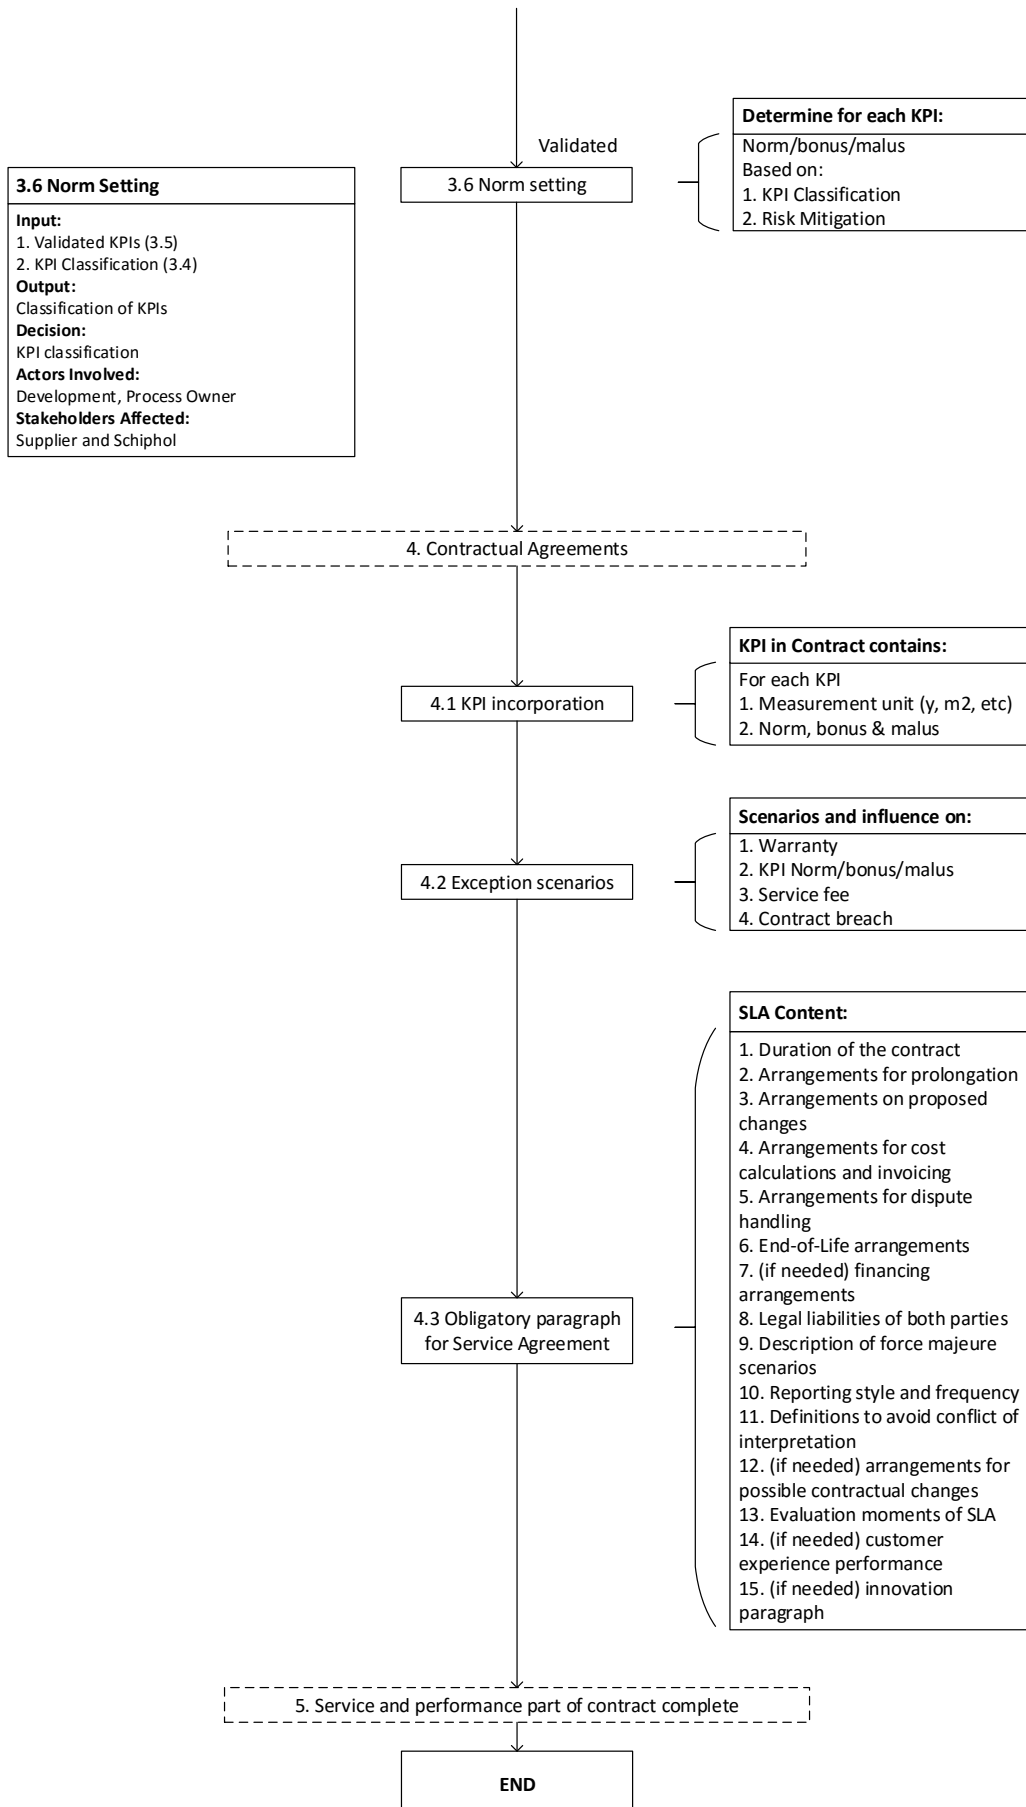 Validated
3.6 Norm setting
Determine for each KPI:
Norm/bonus/malus
Based on:
1. KPI Classification
2. Risk Mitigation
3.6 Norm Setting
Input:
1. Validated KPIs (3.5)
2. KPI Classification (3.4)
Output:
Classification of KPIs
Decision:
KPI classification
Actors Involved:
Development, Process Owner
Stakeholders Affected:
Supplier and Schiphol
4. Contractual Agreements
4.1 KPI incorporation
KPI in Contract contains:
For each KPI
1. Measurement unit (y, m2, etc)
2. Norm, bonus & malus
4.2 Exception scenarios
Scenarios and influence on:
1. Warranty
2. KPI Norm/bonus/malus
3. Service fee
4. Contract breach
4.3 Obligatory paragraph
for Service Agreement
SLA Content:
1. Duration of the contract
2. Arrangements for prolongation
3. Arrangements on proposed
changes
4. Arrangements for cost
calculations and invoicing
5. Arrangements for dispute
handling
6. End-of-Life arrangements
7. (if needed) financing
arrangements
8. Legal liabilities of both parties
9. Description of force majeure
scenarios
10. Reporting style and frequency
11. Definitions to avoid conflict of
interpretation
12. (if needed) arrangements for
possible contractual changes
13. Evaluation moments of SLA
14. (if needed) customer
experience performance
15. (if needed) innovation
paragraph
5. Service and performance part of contract complete
END